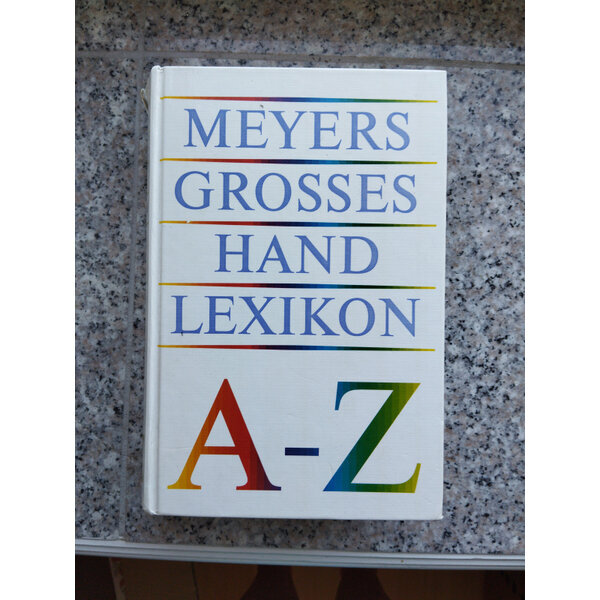 MEYERS
GROSSES
HAND
LEXIKON
A-Z